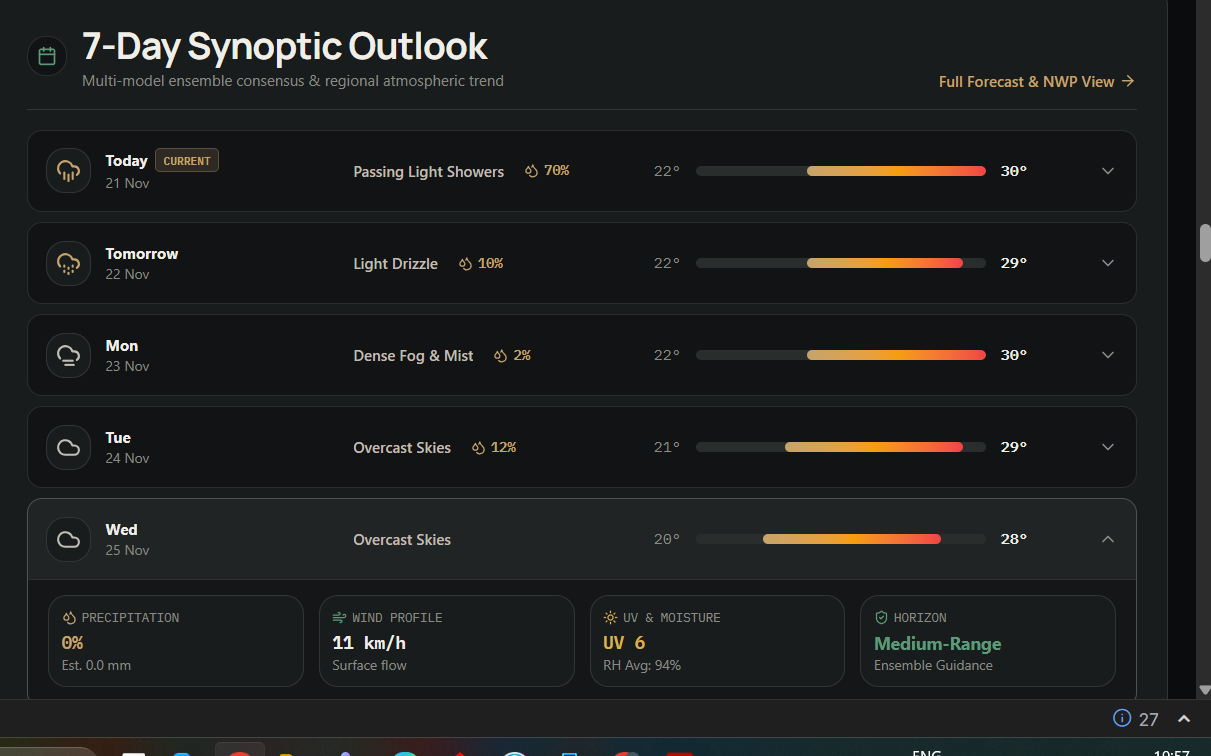 7-Day Synoptic Outlook
Multi-model ensemble consensus & regional atmospheric trend
Full Forecast & NWP View →
Today CURRENT
21 Nov
Passing Light Showers 70% 22° 30°
Tomorrow
22 Nov
Light Drizzle 10% 22° 29°
Mon
23 Nov
Dense Fog & Mist 2% 22° 30°
Tue
24 Nov
Overcast Skies 12% 21° 29°
Wed
25 Nov
Overcast Skies 20° 28°
PRECIPITATION
0%
Est. 0.0 mm
WIND PROFILE
11 km/h
Surface flow
UV & MOISTURE
UV 6
RH Avg: 94%
HORIZON
Medium-Range
Ensemble Guidance
27
ENG
10:57